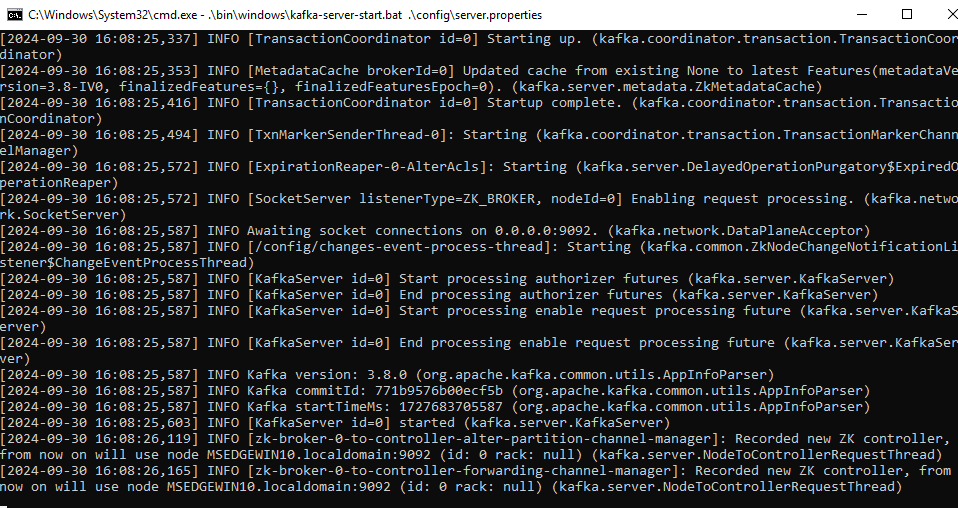 C:\Windows\System32\cmd.exe - .\bin\windows\kafka-server-start.bat .\config\server.properties
[2024-09-30 16:08:25,337] INFO [TransactionCoordinator id=0] Starting up. (kafka.coordinator.transaction.TransactionCoor
dinator)
[2024-09-30 16:08:25,353] INFO [MetadataCache brokerId=0] Updated cache from existing None to latest Features(metadataVe
rsion=3.8-IV0, finalizedFeatures={}, finalizedFeaturesEpoch=0). (kafka.server.metadata.ZkMetadataCache)
[2024-09-30 16:08:25,416] INFO [TransactionCoordinator id=0] Startup complete. (kafka.coordinator.transaction.Transactio
nCoordinator)
[2024-09-30 16:08:25,494] INFO [TxnMarkerSenderThread-0]: Starting (kafka.coordinator.transaction.TransactionMarkerChann
elManager)
[2024-09-30 16:08:25,572] INFO [ExpirationReaper-0-AlterAcls]: Starting (kafka.server.DelayedOperationPurgatory$ExpiredO
perationReaper)
[2024-09-30 16:08:25,572] INFO [SocketServer listenerType=ZK_BROKER, nodeId=0] Enabling request processing. (kafka.netwo
rk.SocketServer)
[2024-09-30 16:08:25,587] INFO Awaiting socket connections on 0.0.0.0:9092. (kafka.network.DataPlaneAcceptor)
[2024-09-30 16:08:25,587] INFO [/config/changes-event-process-thread]: Starting (kafka.common.ZkNodeChangeNotificationLi
stener$ChangeEventProcessThread)
[2024-09-30 16:08:25,587] INFO [KafkaServer id=0] Start processing authorizer futures (kafka.server.KafkaServer)
[2024-09-30 16:08:25,587] INFO [KafkaServer id=0] End processing authorizer futures (kafka.server.KafkaServer)
[2024-09-30 16:08:25,587] INFO [KafkaServer id=0] Start processing enable request processing future (kafka.server.KafkaS
erver)
[2024-09-30 16:08:25,587] INFO [KafkaServer id=0] End processing enable request processing future (kafka.server.KafkaSer
ver)
[2024-09-30 16:08:25,587] INFO Kafka version: 3.8.0 (org.apache.kafka.common.utils.AppInfoParser)
[2024-09-30 16:08:25,587] INFO Kafka commitId: 771b9576b00ecf5b (org.apache.kafka.common.utils.AppInfoParser)
[2024-09-30 16:08:25,587] INFO Kafka startTimeMs: 1727683705587 (org.apache.kafka.common.utils.AppInfoParser)
[2024-09-30 16:08:25,603] INFO [KafkaServer id=0] started (kafka.server.KafkaServer)
[2024-09-30 16:08:26,119] INFO [zk-broker-0-to-controller-alter-partition-channel-manager]: Recorded new ZK controller,
from now on will use node MSEDGEWIN10.localdomain:9092 (id: 0 rack: null) (kafka.server.NodeToControllerRequestThread)
[2024-09-30 16:08:26,165] INFO [zk-broker-0-to-controller-forwarding-channel-manager]: Recorded new ZK controller, from
now on will use node MSEDGEWIN10.localdomain:9092 (id: 0 rack: null) (kafka.server.NodeToControllerRequestThread)